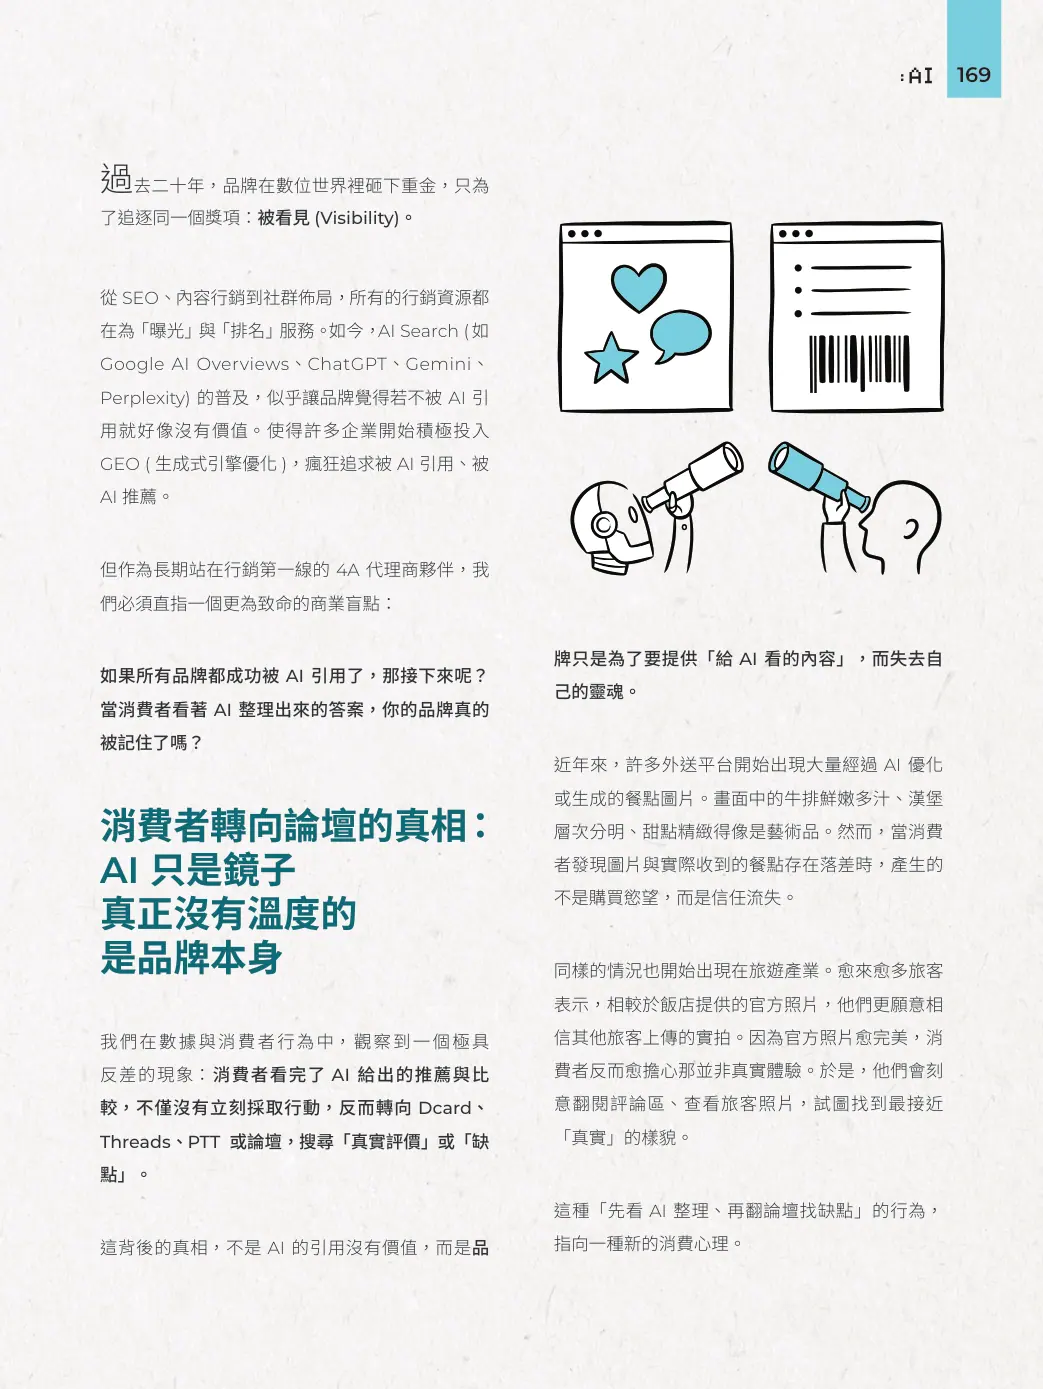 :AI 169
過去二十年，品牌在數位世界裡砸下重金，只為
了追逐同一個獎項：被看見 (Visibility)。
從 SEO、內容行銷到社群佈局，所有的行銷資源都
在為「曝光」與「排名」服務。如今，AI Search (如
Google AI Overviews、ChatGPT、Gemini、
Perplexity) 的普及，似乎讓品牌覺得若不被 AI 引
用就好像沒有價值。使得許多企業開始積極投入
GEO ( 生成式引擎優化 )，瘋狂追求被 AI 引用、被
AI 推薦。
但作為長期站在行銷第一線的 4A 代理商夥伴，我
們必須直指一個更為致命的商業盲點：
如果所有品牌都成功被 AI 引用了，那接下來呢？
當消費者看著 AI 整理出來的答案，你的品牌真的
被記住了嗎？
消費者轉向論壇的真相：
AI 只是鏡子
真正沒有溫度的
是品牌本身
我們在數據與消費者行為中，觀察到一個極具
反差的現象：消費者看完了 AI 給出的推薦與比
較，不僅沒有立刻採取行動，反而轉向 Dcard、
Threads、PTT 或論壇，搜尋「真實評價」或「缺
點」。
這背後的真相，不是 AI 的引用沒有價值，而是品
牌只是為了要提供「給 AI 看的內容」，而失去自
己的靈魂。
近年來，許多外送平台開始出現大量經過 AI 優化
或生成的餐點圖片。畫面中的牛排鮮嫩多汁、漢堡
層次分明、甜點精緻得像是藝術品。然而，當消費
者發現圖片與實際收到的餐點存在落差時，產生的
不是購買慾望，而是信任流失。
同樣的情況也開始出現在旅遊產業。愈來愈多旅客
表示，相較於飯店提供的官方照片，他們更願意相
信其他旅客上傳的實拍。因為官方照片愈完美，消
費者反而愈擔心那並非真實體驗。於是，他們會刻
意翻閱評論區、查看旅客照片，試圖找到最接近
「真實」的樣貌。
這種「先看 AI 整理、再翻論壇找缺點」的行為，
指向一種新的消費心理。